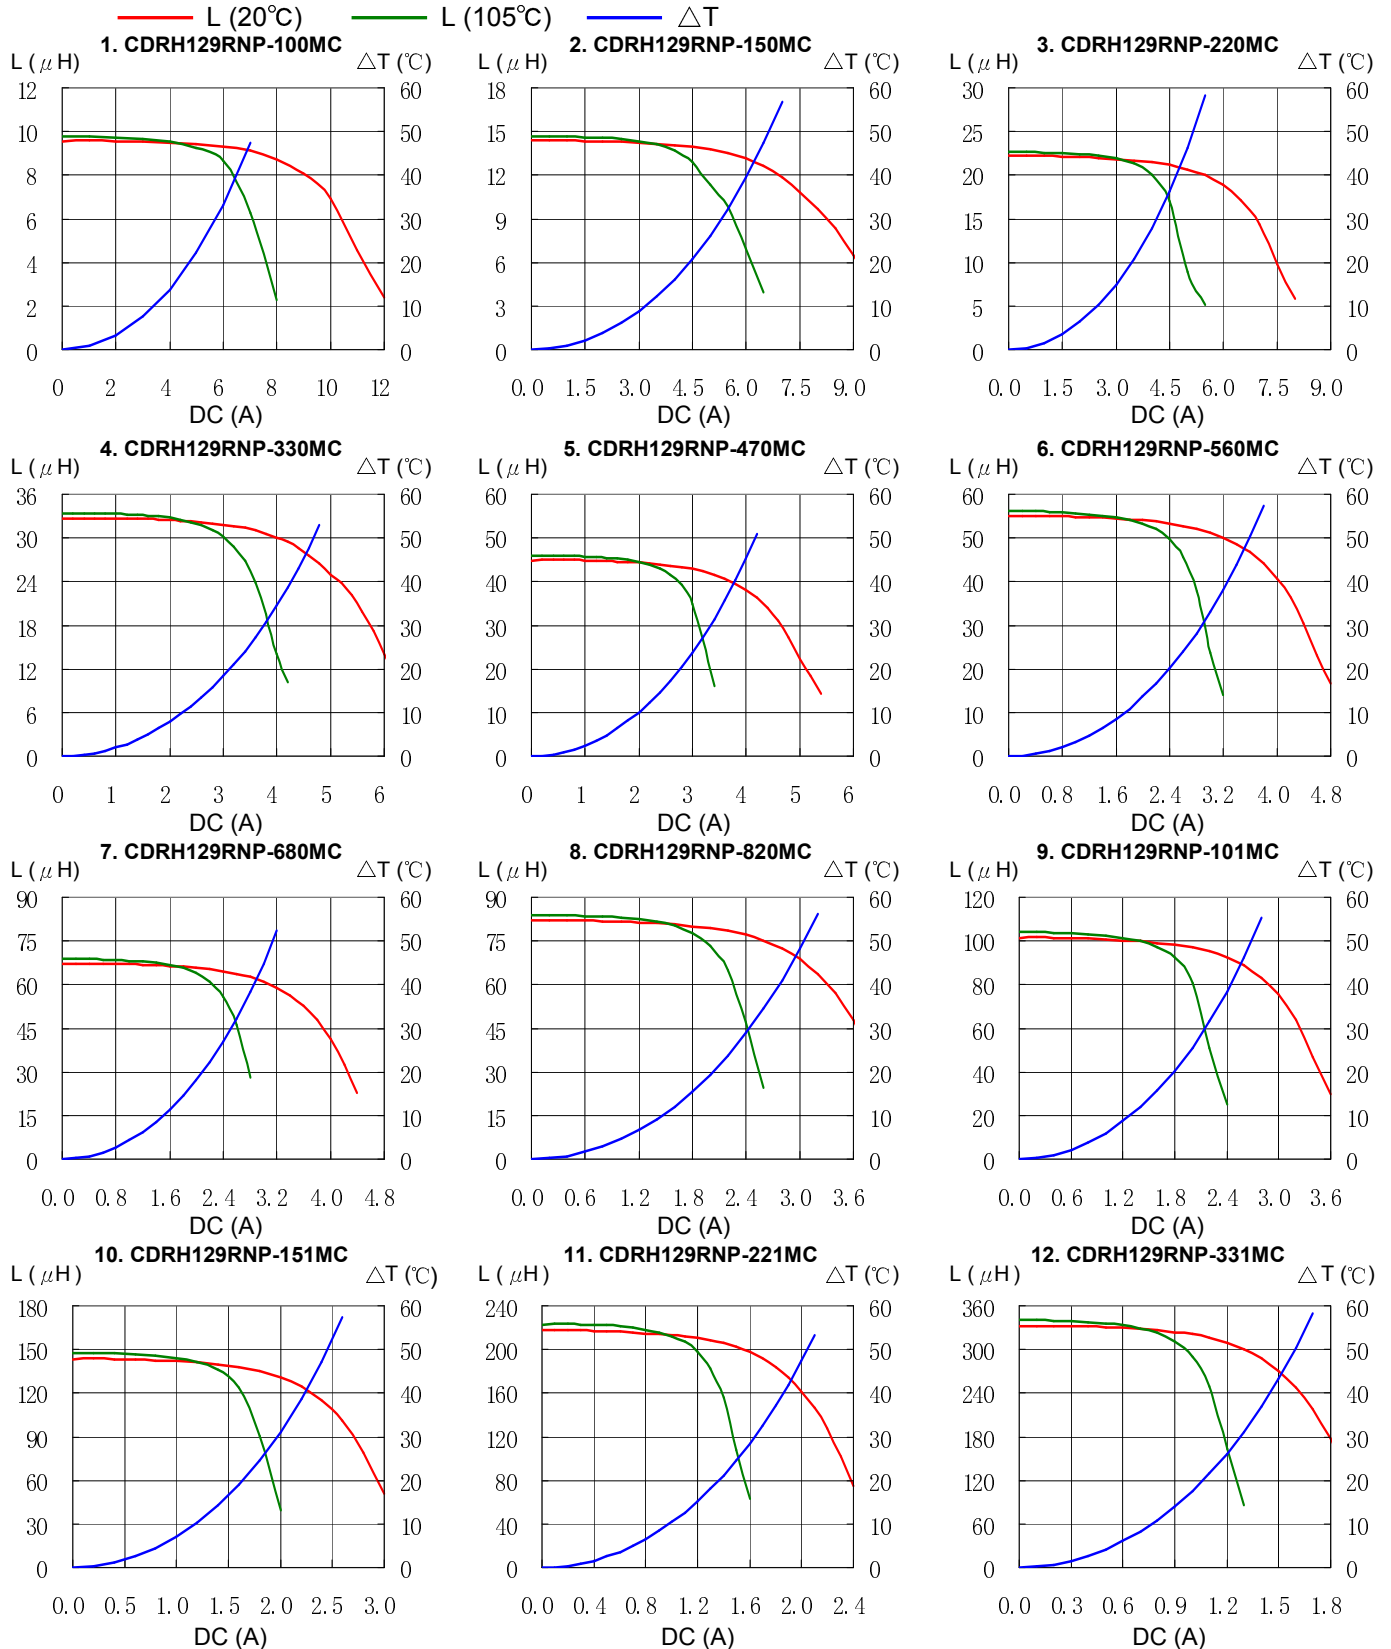 L (20℃) L (105℃) △T
1. CDRH129RNP-100MC
L (μH) △T (℃)
12 60
10 50
8 40
6 30
4 20
2 10
0 0
0 2 4 6 8 10 12
DC (A)
2. CDRH129RNP-150MC
L (μH) △T (℃)
18 60
15 50
12 40
9 30
6 20
3 10
0 0
0.0 1.5 3.0 4.5 6.0 7.5 9.0
DC (A)
3. CDRH129RNP-220MC
L (μH) △T (℃)
30 60
25 50
20 40
15 30
10 20
5 10
0 0
0.0 1.5 3.0 4.5 6.0 7.5 9.0
DC (A)
4. CDRH129RNP-330MC
L (μH) △T (℃)
36 60
30 50
24 40
18 30
12 20
6 10
0 0
0 1 2 3 4 5 6
DC (A)
5. CDRH129RNP-470MC
L (μH) △T (℃)
60 60
50 50
40 40
30 30
20 20
10 10
0 0
0 1 2 3 4 5 6
DC (A)
6. CDRH129RNP-560MC
L (μH) △T (℃)
60 60
50 50
40 40
30 30
20 20
10 10
0 0
0.0 0.8 1.6 2.4 3.2 4.0 4.8
DC (A)
7. CDRH129RNP-680MC
L (μH) △T (℃)
90 60
75 50
60 40
45 30
30 20
15 10
0 0
0.0 0.8 1.6 2.4 3.2 4.0 4.8
DC (A)
8. CDRH129RNP-820MC
L (μH) △T (℃)
90 60
75 50
60 40
45 30
30 20
15 10
0 0
0.0 0.6 1.2 1.8 2.4 3.0 3.6
DC (A)
9. CDRH129RNP-101MC
L (μH) △T (℃)
120 60
100 50
80 40
60 30
40 20
20 10
0 0
0.0 0.6 1.2 1.8 2.4 3.0 3.6
DC (A)
10. CDRH129RNP-151MC
L (μH) △T (℃)
180 60
150 50
120 40
90 30
60 20
30 10
0 0
0.0 0.5 1.0 1.5 2.0 2.5 3.0
DC (A)
11. CDRH129RNP-221MC
L (μH) △T (℃)
240 60
200 50
160 40
120 30
80 20
40 10
0 0
0.0 0.4 0.8 1.2 1.6 2.0 2.4
DC (A)
12. CDRH129RNP-331MC
L (μH) △T (℃)
360 60
300 50
240 40
180 30
120 20
60 10
0 0
0.0 0.3 0.6 0.9 1.2 1.5 1.8
DC (A)